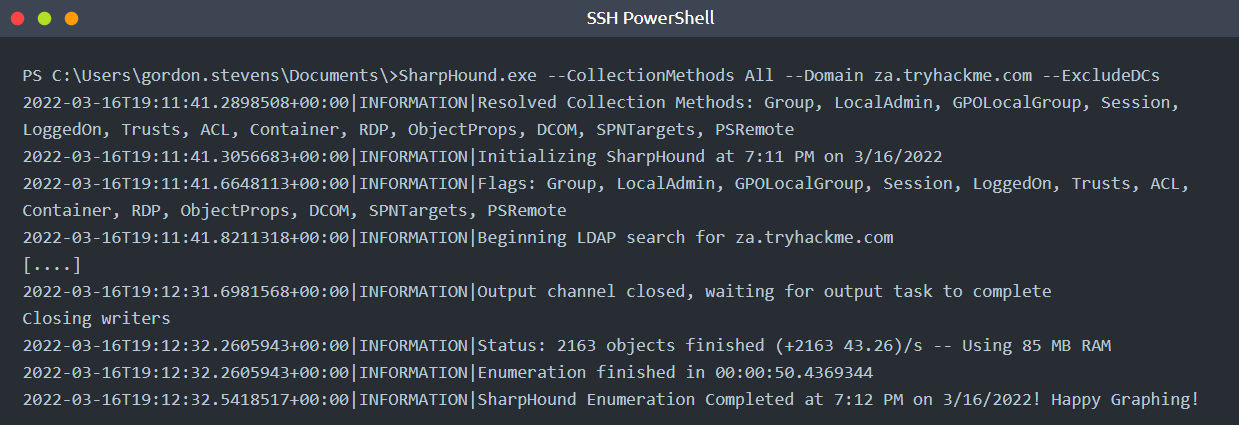 SSH PowerShell
PS C:\Users\gordon.stevens\Documents\>SharpHound.exe --CollectionMethods All --Domain za.tryhackme.com --ExcludeDCs
2022-03-16T19:11:41.2898508+00:00|INFORMATION|Resolved Collection Methods: Group, LocalAdmin, GPOLocalGroup, Session,
LoggedOn, Trusts, ACL, Container, RDP, ObjectProps, DCOM, SPNTargets, PSRemote
2022-03-16T19:11:41.3056683+00:00|INFORMATION|Initializing SharpHound at 7:11 PM on 3/16/2022
2022-03-16T19:11:41.6648113+00:00|INFORMATION|Flags: Group, LocalAdmin, GPOLocalGroup, Session, LoggedOn, Trusts, ACL,
Container, RDP, ObjectProps, DCOM, SPNTargets, PSRemote
2022-03-16T19:11:41.8211318+00:00|INFORMATION|Beginning LDAP search for za.tryhackme.com
[....]
2022-03-16T19:12:31.6981568+00:00|INFORMATION|Output channel closed, waiting for output task to complete
Closing writers
2022-03-16T19:12:32.2605943+00:00|INFORMATION|Status: 2163 objects finished (+2163 43.26)/s -- Using 85 MB RAM
2022-03-16T19:12:32.2605943+00:00|INFORMATION|Enumeration finished in 00:00:50.4369344
2022-03-16T19:12:32.5418517+00:00|INFORMATION|SharpHound Enumeration Completed at 7:12 PM on 3/16/2022! Happy Graphing!